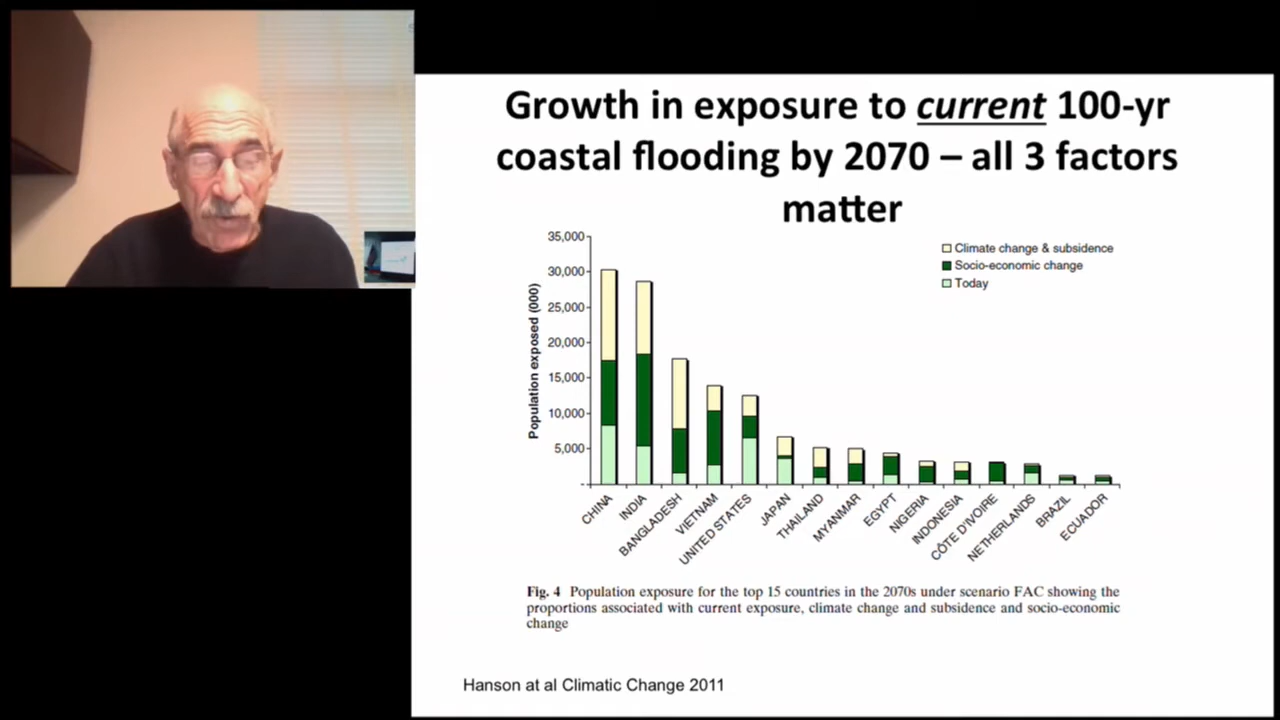 Growth in exposure to current 100-yr
coastal flooding by 2070 – all 3 factors
matter
35,000
30,000
25,000
20,000
15,000
10,000
5,000
-
Population exposed (000)
Climate change & subsidence
Socio-economic change
Today
CHINA
INDIA
BANGLADESH
VIETNAM
UNITED STATES
JAPAN
THAILAND
MYANMAR
EGYPT
NIGERIA
INDONESIA
CÔTE D'IVOIRE
NETHERLANDS
BRAZIL
ECUADOR
Fig. 4 Population exposure for the top 15 countries in the 2070s under scenario FAC showing the
proportions associated with current exposure, climate change and subsidence and socio-economic
change
Hanson at al Climatic Change 2011